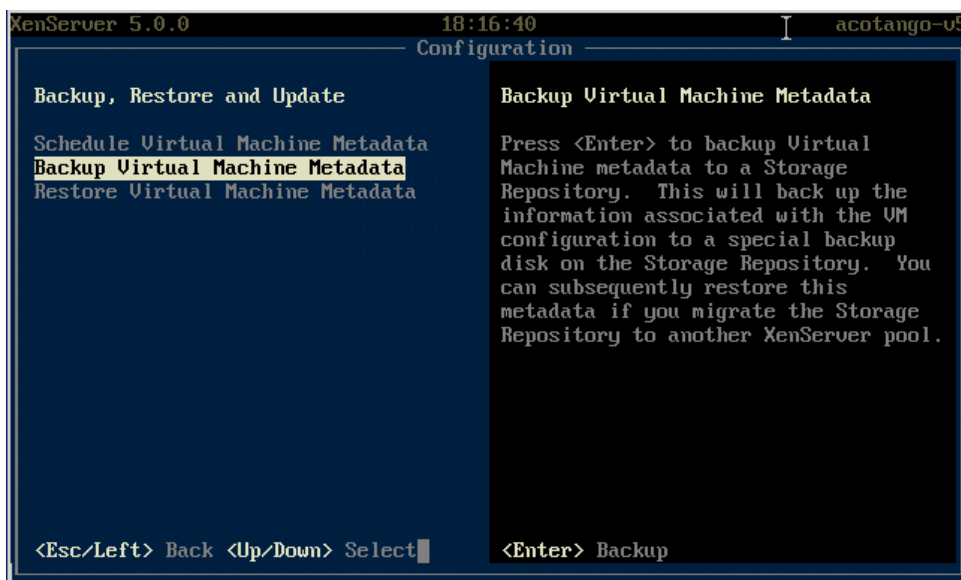 XenServer 5.0.0 18:16:40 acotango-v5
Configuration
Backup, Restore and Update
Schedule Virtual Machine Metadata
Backup Virtual Machine Metadata
Restore Virtual Machine Metadata
<Esc/Left> Back <Up/Down> Select
Backup Virtual Machine Metadata
Press <Enter> to backup Virtual
Machine metadata to a Storage
Repository.  This will back up the
information associated with the VM
configuration to a special backup
disk on the Storage Repository.  You
can subsequently restore this
metadata if you migrate the Storage
Repository to another XenServer pool.
<Enter> Backup